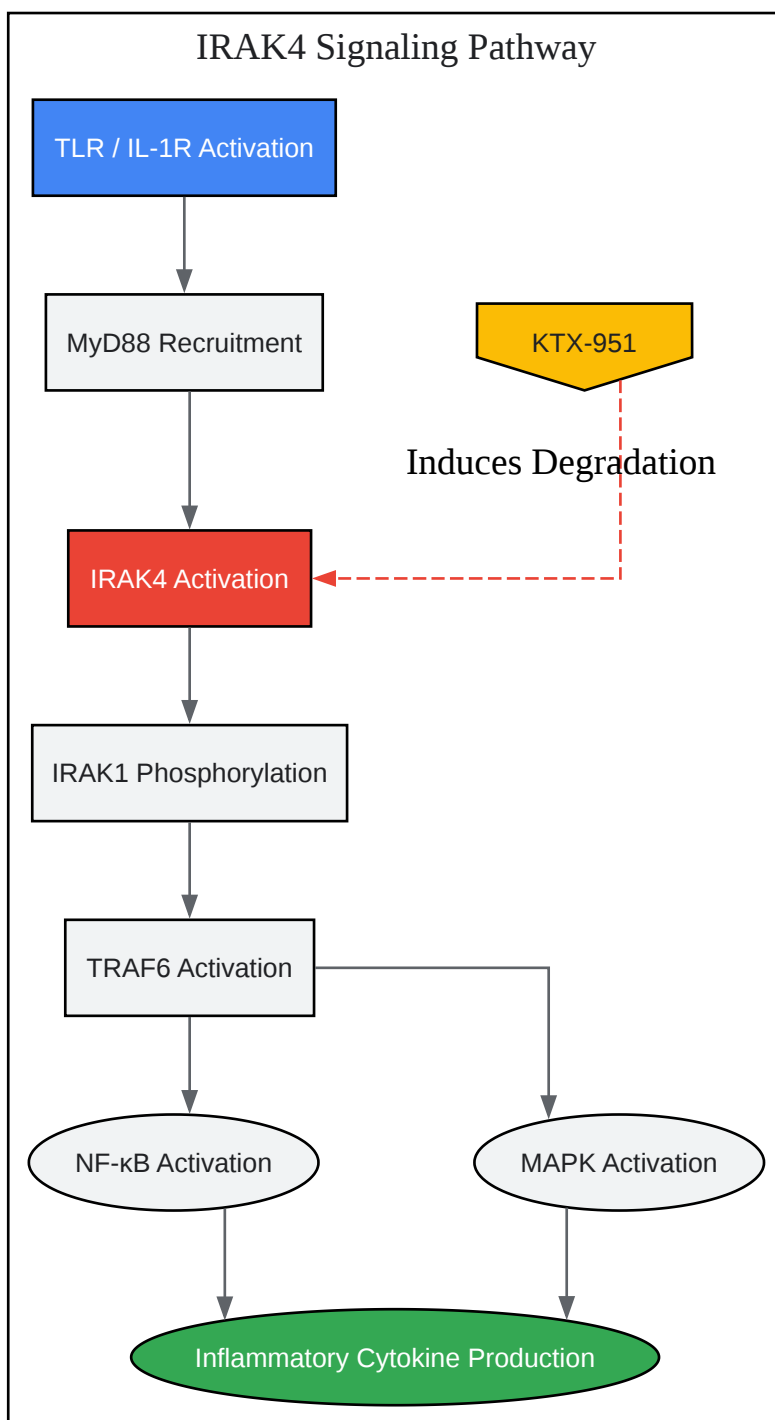 IRAK4 Signaling Pathway
TLR / IL-1R Activation
MyD88 Recruitment
KTX-951
Induces Degradation
IRAK4 Activation
IRAK1 Phosphorylation
TRAF6 Activation
NF-κB Activation
MAPK Activation
Inflammatory Cytokine Production